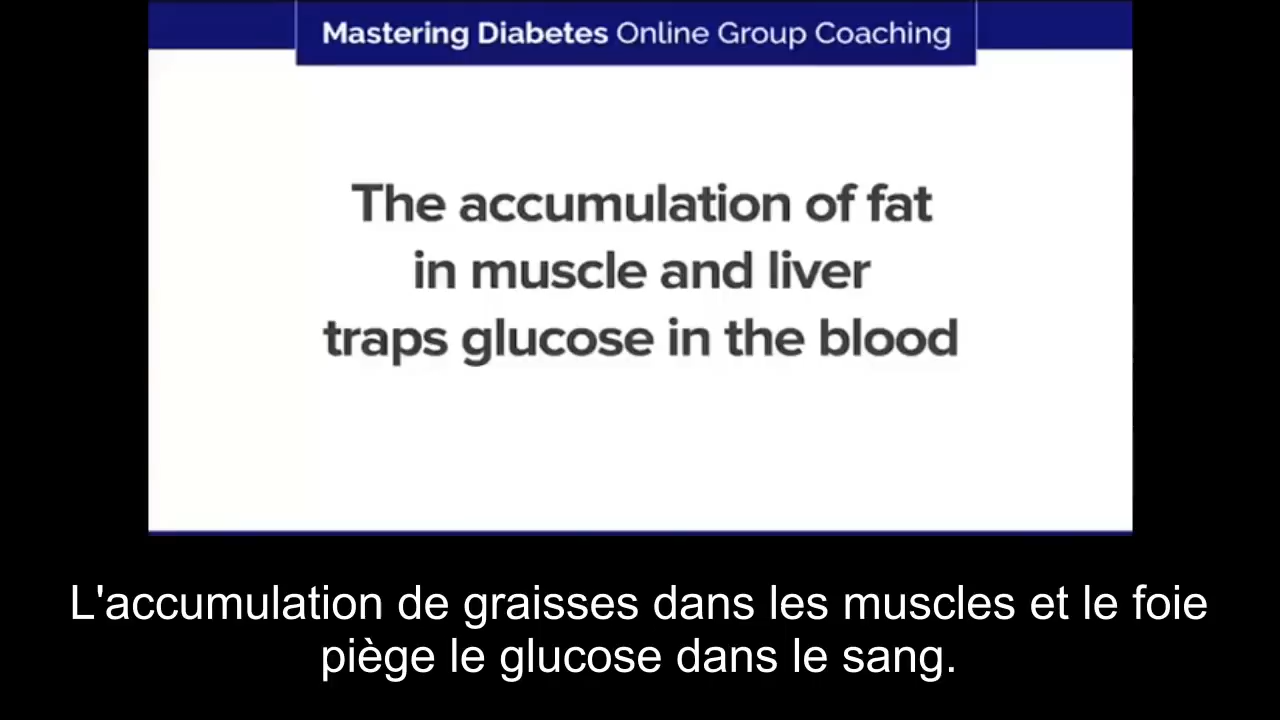 Mastering Diabetes Online Group Coaching
The accumulation of fat
in muscle and liver
traps glucose in the blood
L'accumulation de graisses dans les muscles et le foie
piège le glucose dans le sang.